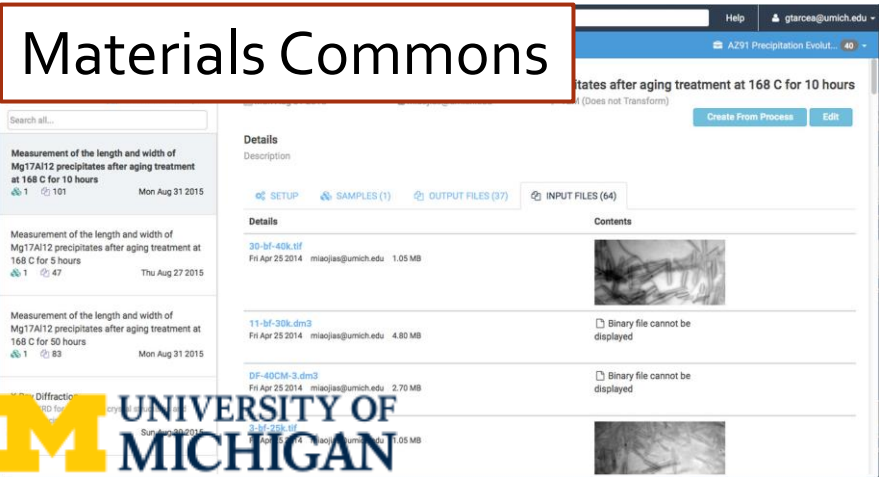 Materials Commons
Help
gtarcea@umich.edu
AZ91 Precipitation Evolut... 40
itates after aging treatment at 168 C for 10 hours
(Does not Transform)
Create From Process
Edit
Search all...
Measurement of the length and width of
Mg17Al12 precipitates after aging treatment
at 168 C for 10 hours
1 101 Mon Aug 31 2015
Measurement of the length and width of
Mg17Al12 precipitates after aging treatment at
168 C for 5 hours
1 47 Thu Aug 27 2015
Measurement of the length and width of
Mg17Al12 precipitates after aging treatment at
168 C for 50 hours
1 83 Mon Aug 31 2015
Diffraction
Details
Description
SETUP
SAMPLES (1)
OUTPUT FILES (37)
INPUT FILES (64)
Details Contents
30-bf-40k.tif
Fri Apr 25 2014 miaojias@umich.edu 1.05 MB
11-bf-30k.dm3
Fri Apr 25 2014 miaojias@umich.edu 4.80 MB
Binary file cannot be
displayed
DF-40CM-3.dm3
Fri Apr 25 2014 miaojias@umich.edu 2.70 MB
Binary file cannot be
displayed
3-bf-25k.tif
1.05 MB
M
UNIVERSITY OF
MICHIGAN